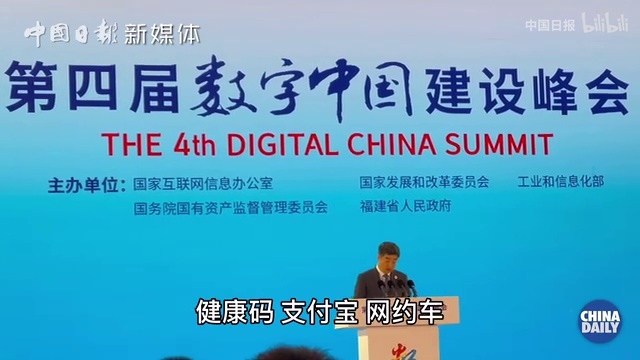 中国日报 新媒体
中国日报 bilibili
第四届数字中国建设峰会
THE 4th DIGITAL CHINA SUMMIT
主办单位：国家互联网信息办公室 国家发展和改革委员会 工业和信息化部
国务院国有资产监督管理委员会 福建省人民政府
健康码 支付宝 网约车
CHINA
DAILY